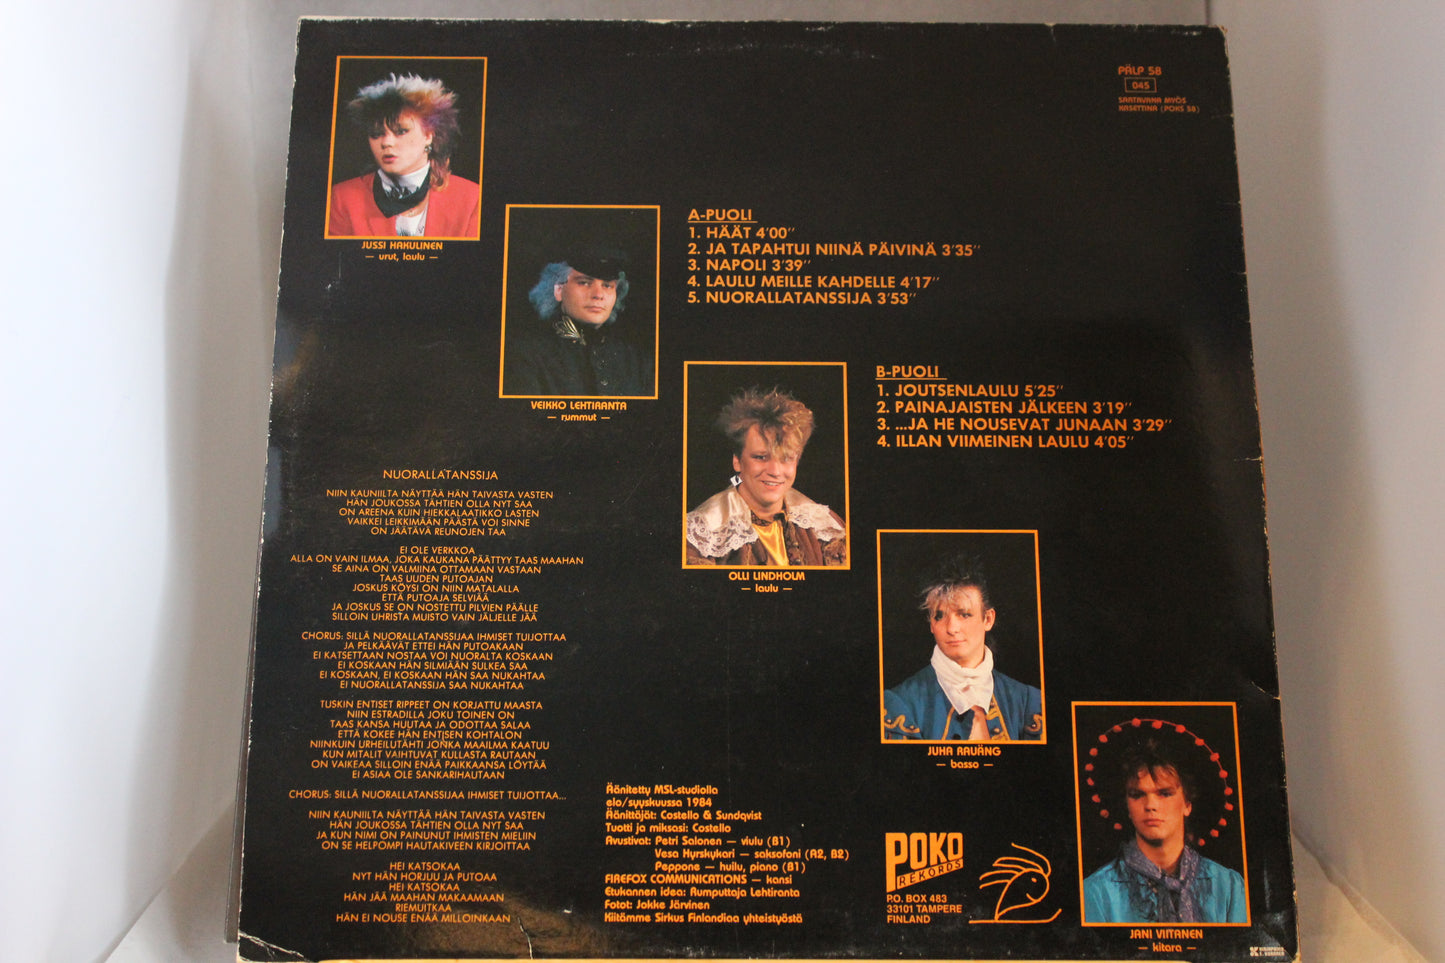 PÄLP 58
045
SAATAVANA MYÖS
KASETTINA (POKS 58)
JUSSI HAKULINEN
— urut, laulu —
VEIKKO LEHTIRANTA
— rummut —
OLLI LINDHOLM
— laulu —
JUHA RAUÄNG
— basso —
JANI VIITANEN
— kitara —
A-PUOLI
1. HÄÄT 4'00''
2. JA TAPAHTUI NIINÄ PÄIVINÄ 3'35''
3. NAPOLI 3'39''
4. LAULU MEILLE KAHDELLE 4'17''
5. NUORALLATANSSIJA 3'53''
B-PUOLI
1. JOUTSENLAULU 5'25''
2. PAINAJAISTEN JÄLKEEN 3'19''
3. ...JA HE NOUSEVAT JUNAAN 3'29''
4. ILLAN VIIMEINEN LAULU 4'05''
NUORALLATANSSIJA
NIIN KAUNIILTA NÄYTTÄÄ HÄN TAIVASTA VASTEN
HÄN JOUKOSSA TÄHTIEN OLLA NYT SAA
ON AREENA KUIN HIEKKALAATIKKO LASTEN
VAIKKEI LEIKKIMÄÄN PÄÄSTÄ VOI SINNE
ON JÄÄTÄVÄ REUNOJEN TAA
EI OLE VERKKOA
ALLA ON VAIN ILMAA, JOKA KAUKANA PÄÄTTYY TAAS MAAHAN
SE AINA ON VALMIINA OTTAMAAN VASTAAN
TAAS UUDEN PUTOAJAN
JOSKUS KÖYSI ON NIIN MATALALLA
ETTÄ PUTOAJA SELVIÄÄ
JA JOSKUS SE ON NOSTETTU PILVIEN PÄÄLLE
SILLOIN UHRISTA MUISTO VAIN JÄLJELLE JÄÄ
CHORUS: SILLÄ NUORALLATANSSIJAA IHMISET TUIJOTTAA
JA PELKÄÄVÄT ETTEI HÄN PUTOAKAAN
EI KATSETTAAN NOSTAA VOI NUORALTA KOSKAAN
EI KOSKAAN HÄN SILMIÄÄN SULKEA SAA
EI KOSKAAN, EI KOSKAAN HÄN SAA NUKAHTAA
EI NUORALLATANSSIJA SAA NUKAHTAA
TUSKIN ENTISET RIPPEET ON KORJATTU MAASTA
NIIN ESTRADILLA JOKU TOINEN ON
TAAS KANSA HUUTAA JA ODOTTAA SALAA
ETTÄ KOKEE HÄN ENTISEN KOHTALON
NIINKUIN URHEILUTÄHTI JONKA MAAILMA KAATUU
KUN MITALIT VAIHTUVAT KULLASTA RAUTAAN
ON VAIKEAA SILLOIN ENÄÄ PAIKKAANSA LÖYTÄÄ
EI ASIAA OLE SANKARIHAUTAAN
CHORUS: SILLÄ NUORALLATANSSIJAA IHMISET TUIJOTTAA...
NIIN KAUNIILTA NÄYTTÄÄ HÄN TAIVASTA VASTEN
HÄN JOUKOSSA TÄHTIEN OLLA NYT SAA
JA KUN NIMI ON PAINUNUT IHMISTEN MIELIIN
ON SE HELPOMPI HAUTAKIVEEN KIRJOITTAA
HEI KATSOKAA
NYT HÄN HORJUU JA PUTOAA
HEI KATSOKAA
HÄN JÄÄ MAAHAN MAKAAMAAN
RIEMUITKAA
HÄN EI NOUSE ENÄÄ MILLOINKAAN
Äänitetty MSL-studiolla
elo/syyskuussa 1984
Äänittäjät: Costello & Sundqvist
Tuotti ja miksasi: Costello
Avustivat: Petri Salonen — viulu (B1)
Vesa Hyrskykari — saksofoni (A2, B2)
Peppone — huilu, piano (B1)
FIREFOX COMMUNICATIONS — kansi
Etukannen idea: Rumputtaja Lehtiranta
Fotot: Jokke Järvinen
Kiitämme Sirkus Finlandiaa yhteistyöstä
POKO
REKORDS
P.O. BOX 483
33101 TAMPERE
FINLAND